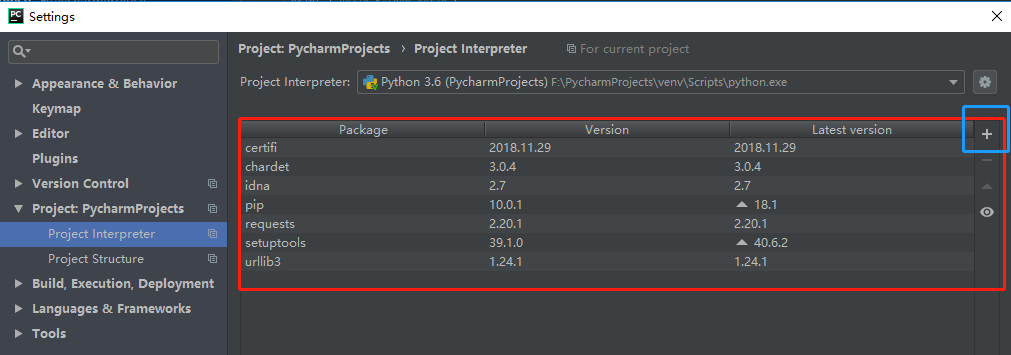 PC Settings
Project: PycharmProjects › Project Interpreter For current project
Project Interpreter: Python 3.6 (PycharmProjects) F:\PycharmProjects\venv\Scripts\python.exe
Appearance & Behavior
Keymap
Editor
Plugins
Version Control
Project: PycharmProjects
Project Interpreter
Project Structure
Build, Execution, Deployment
Languages & Frameworks
Tools
Package Version Latest version
certifi 2018.11.29 2018.11.29
chardet 3.0.4 3.0.4
idna 2.7 2.7
pip 10.0.1 18.1
requests 2.20.1 2.20.1
setuptools 39.1.0 40.6.2
urllib3 1.24.1 1.24.1